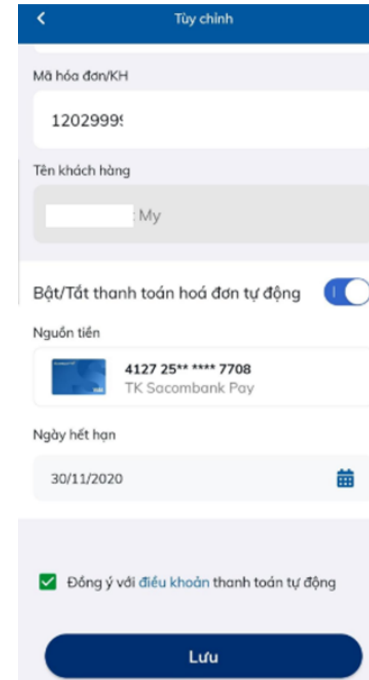 Tùy chỉnh
Mã hóa đơn/KH
1202999
Tên khách hàng
My
Bật/Tắt thanh toán hoá đơn tự động
Nguồn tiền
4127 25** **** 7708
TK Sacombank Pay
Ngày hết hạn
30/11/2020
Đồng ý với điều khoản thanh toán tự động
Lưu